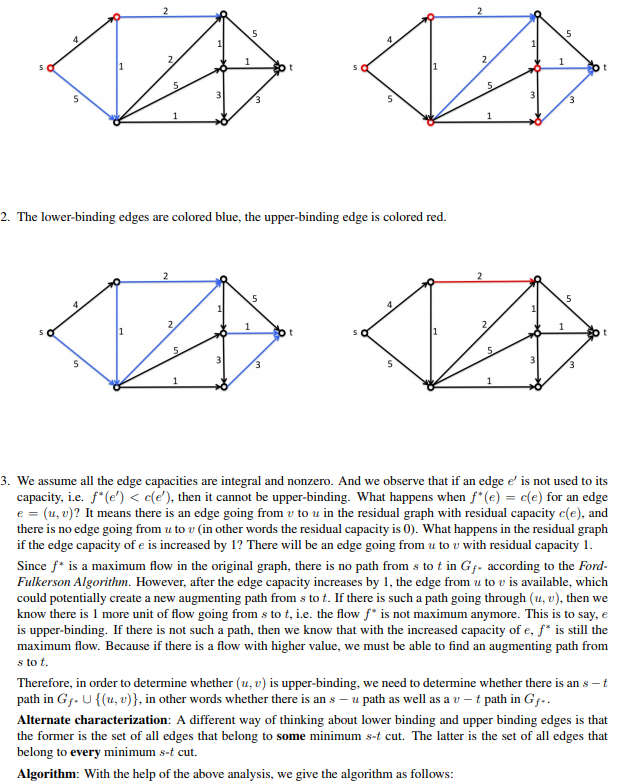 2 2
4 5 4 5
1 1
s 1 2 1 t s 1 2 1 t
5 5
5 3 3 5 3 3
1 1
2. The lower-binding edges are colored blue, the upper-binding edge is colored red.
2 2
4 5 4 5
1 1
s 1 2 1 t s 1 2 1 t
5 5
5 3 3 5 3 3
1 1
3. We assume all the edge capacities are integral and nonzero. And we observe that if an edge e′ is not used to its
capacity, i.e. f*(e′) < c(e′), then it cannot be upper-binding. What happens when f*(e) = c(e) for an edge
e = (u, v)? It means there is an edge going from v to u in the residual graph with residual capacity c(e), and
there is no edge going from u to v (in other words the residual capacity is 0). What happens in the residual graph
if the edge capacity of e is increased by 1? There will be an edge going from u to v with residual capacity 1.
Since f* is a maximum flow in the original graph, there is no path from s to t in G_f* according to the Ford-
Fulkerson Algorithm. However, after the edge capacity increases by 1, the edge from u to v is available, which
could potentially create a new augmenting path from s to t. If there is such a path going through (u, v), then we
know there is 1 more unit of flow going from s to t, i.e. the flow f* is not maximum anymore. This is to say, e
is upper-binding. If there is not such a path, then we know that with the increased capacity of e, f* is still the
maximum flow. Because if there is a flow with higher value, we must be able to find an augmenting path from
s to t.
Therefore, in order to determine whether (u, v) is upper-binding, we need to determine whether there is an s − t
path in G_f* ∪ {(u, v)}, in other words whether there is an s − u path as well as a v − t path in G_f*.
Alternate characterization: A different way of thinking about lower binding and upper binding edges is that
the former is the set of all edges that belong to some minimum s-t cut. The latter is the set of all edges that
belong to every minimum s-t cut.
Algorithm: With the help of the above analysis, we give the algorithm as follows: